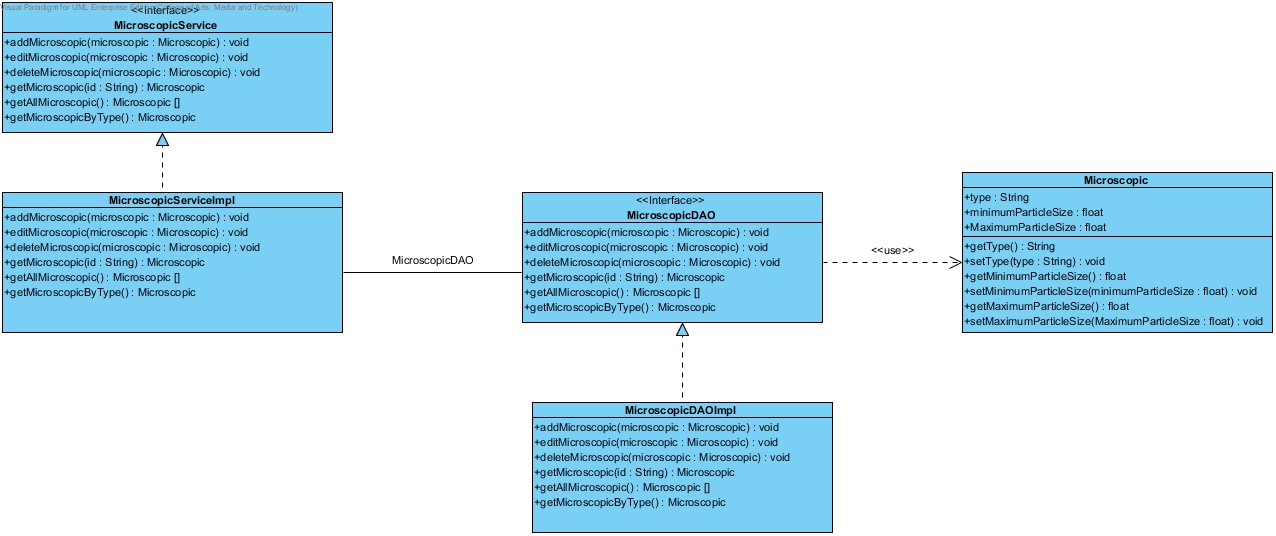 Visual Paradigm for UML Enterprise Edition of Arts, Media and Technology)
<<Interface>>
MicroscopicService
+addMicroscopic(microscopic : Microscopic) : void
+editMicroscopic(microscopic : Microscopic) : void
+deleteMicroscopic(microscopic : Microscopic) : void
+getMicroscopic(id : String) : Microscopic
+getAllMicroscopic() : Microscopic []
+getMicroscopicByType() : Microscopic
MicroscopicServiceImpl
+addMicroscopic(microscopic : Microscopic) : void
+editMicroscopic(microscopic : Microscopic) : void
+deleteMicroscopic(microscopic : Microscopic) : void
+getMicroscopic(id : String) : Microscopic
+getAllMicroscopic() : Microscopic []
+getMicroscopicByType() : Microscopic
MicroscopicDAO
<<Interface>>
MicroscopicDAO
+addMicroscopic(microscopic : Microscopic) : void
+editMicroscopic(microscopic : Microscopic) : void
+deleteMicroscopic(microscopic : Microscopic) : void
+getMicroscopic(id : String) : Microscopic
+getAllMicroscopic() : Microscopic []
+getMicroscopicByType() : Microscopic
<<use>>
Microscopic
+type : String
+minimumParticleSize : float
+MaximumParticleSize : float
+getType() : String
+setType(type : String) : void
+getMinimumParticleSize() : float
+setMinimumParticleSize(minimumParticleSize : float) : void
+getMaximumParticleSize() : float
+setMaximumParticleSize(MaximumParticleSize : float) : void
MicroscopicDAOImpl
+addMicroscopic(microscopic : Microscopic) : void
+editMicroscopic(microscopic : Microscopic) : void
+deleteMicroscopic(microscopic : Microscopic) : void
+getMicroscopic(id : String) : Microscopic
+getAllMicroscopic() : Microscopic []
+getMicroscopicByType() : Microscopic